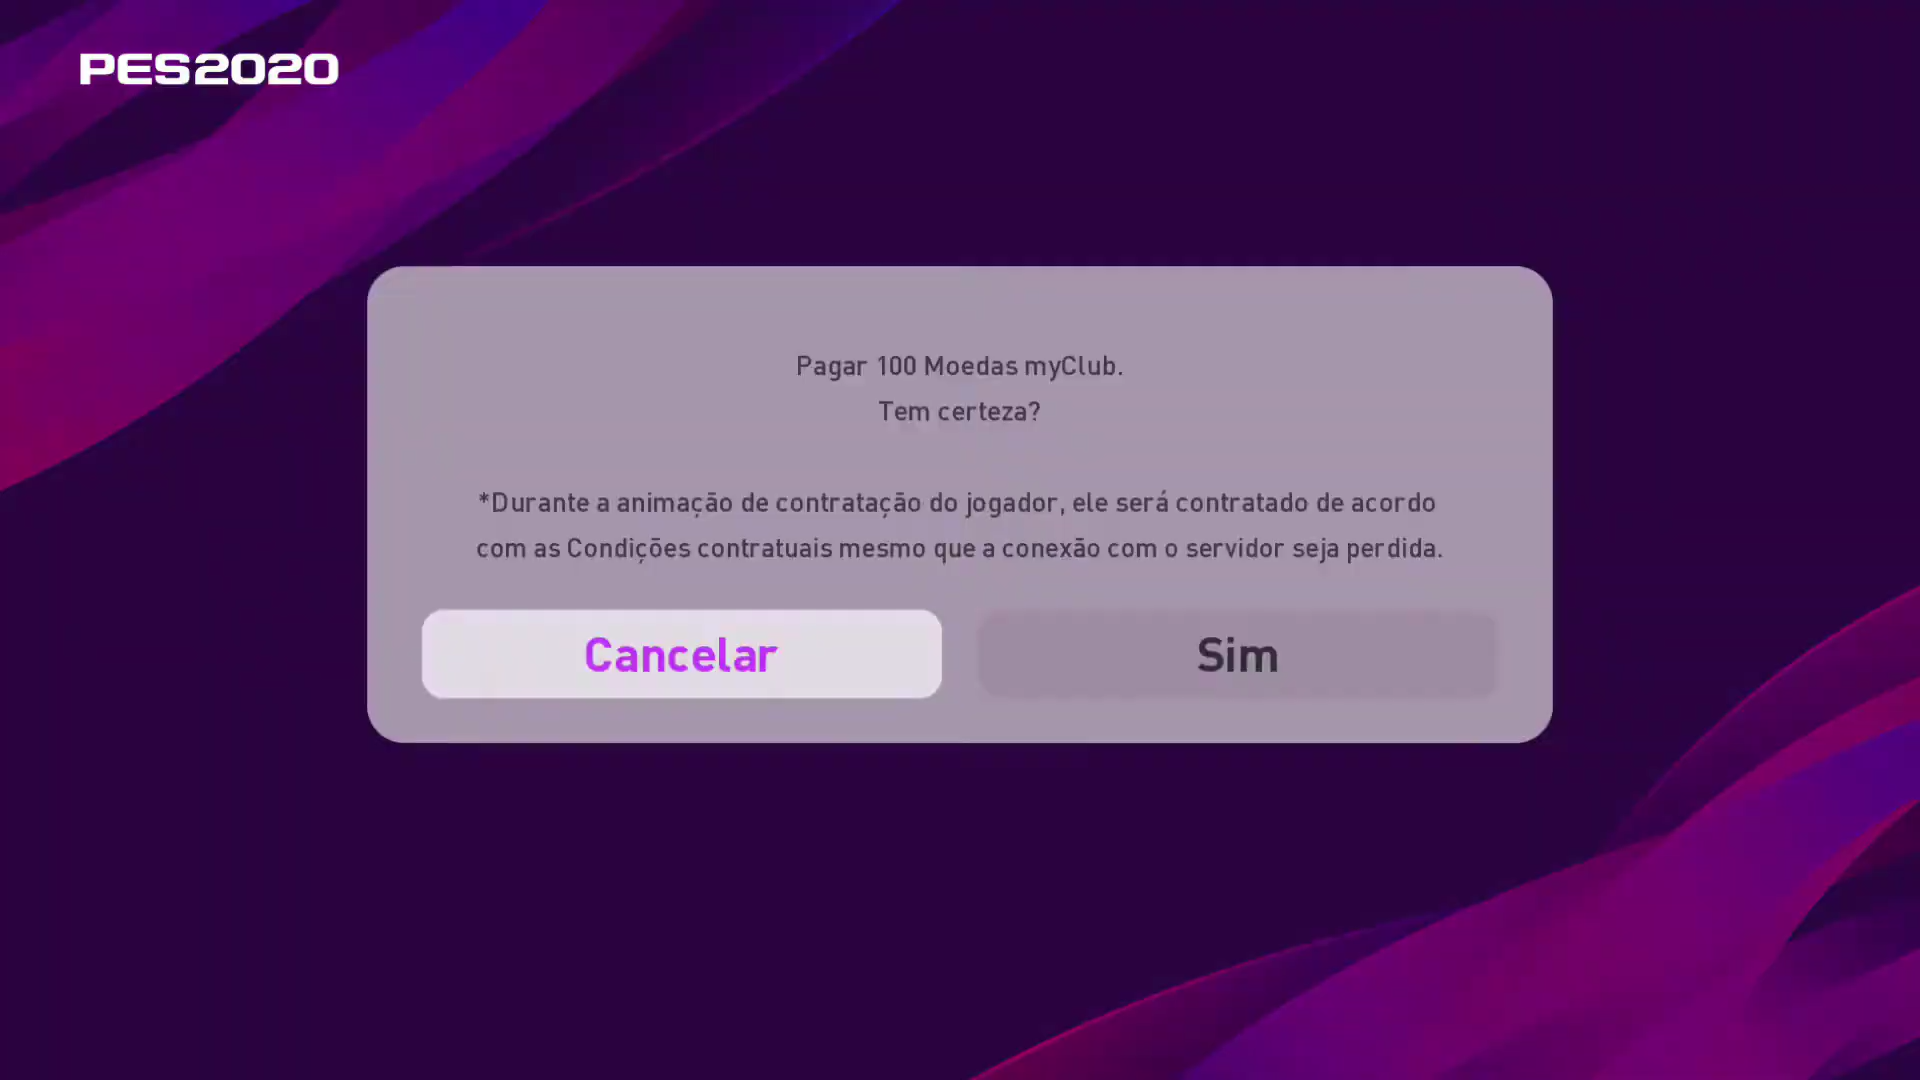 PES2020
Pagar 100 Moedas myClub.
Tem certeza?
*Durante a animação de contratação do jogador, ele será contratado de acordo
com as Condições contratuais mesmo que a conexão com o servidor seja perdida.
Cancelar
Sim